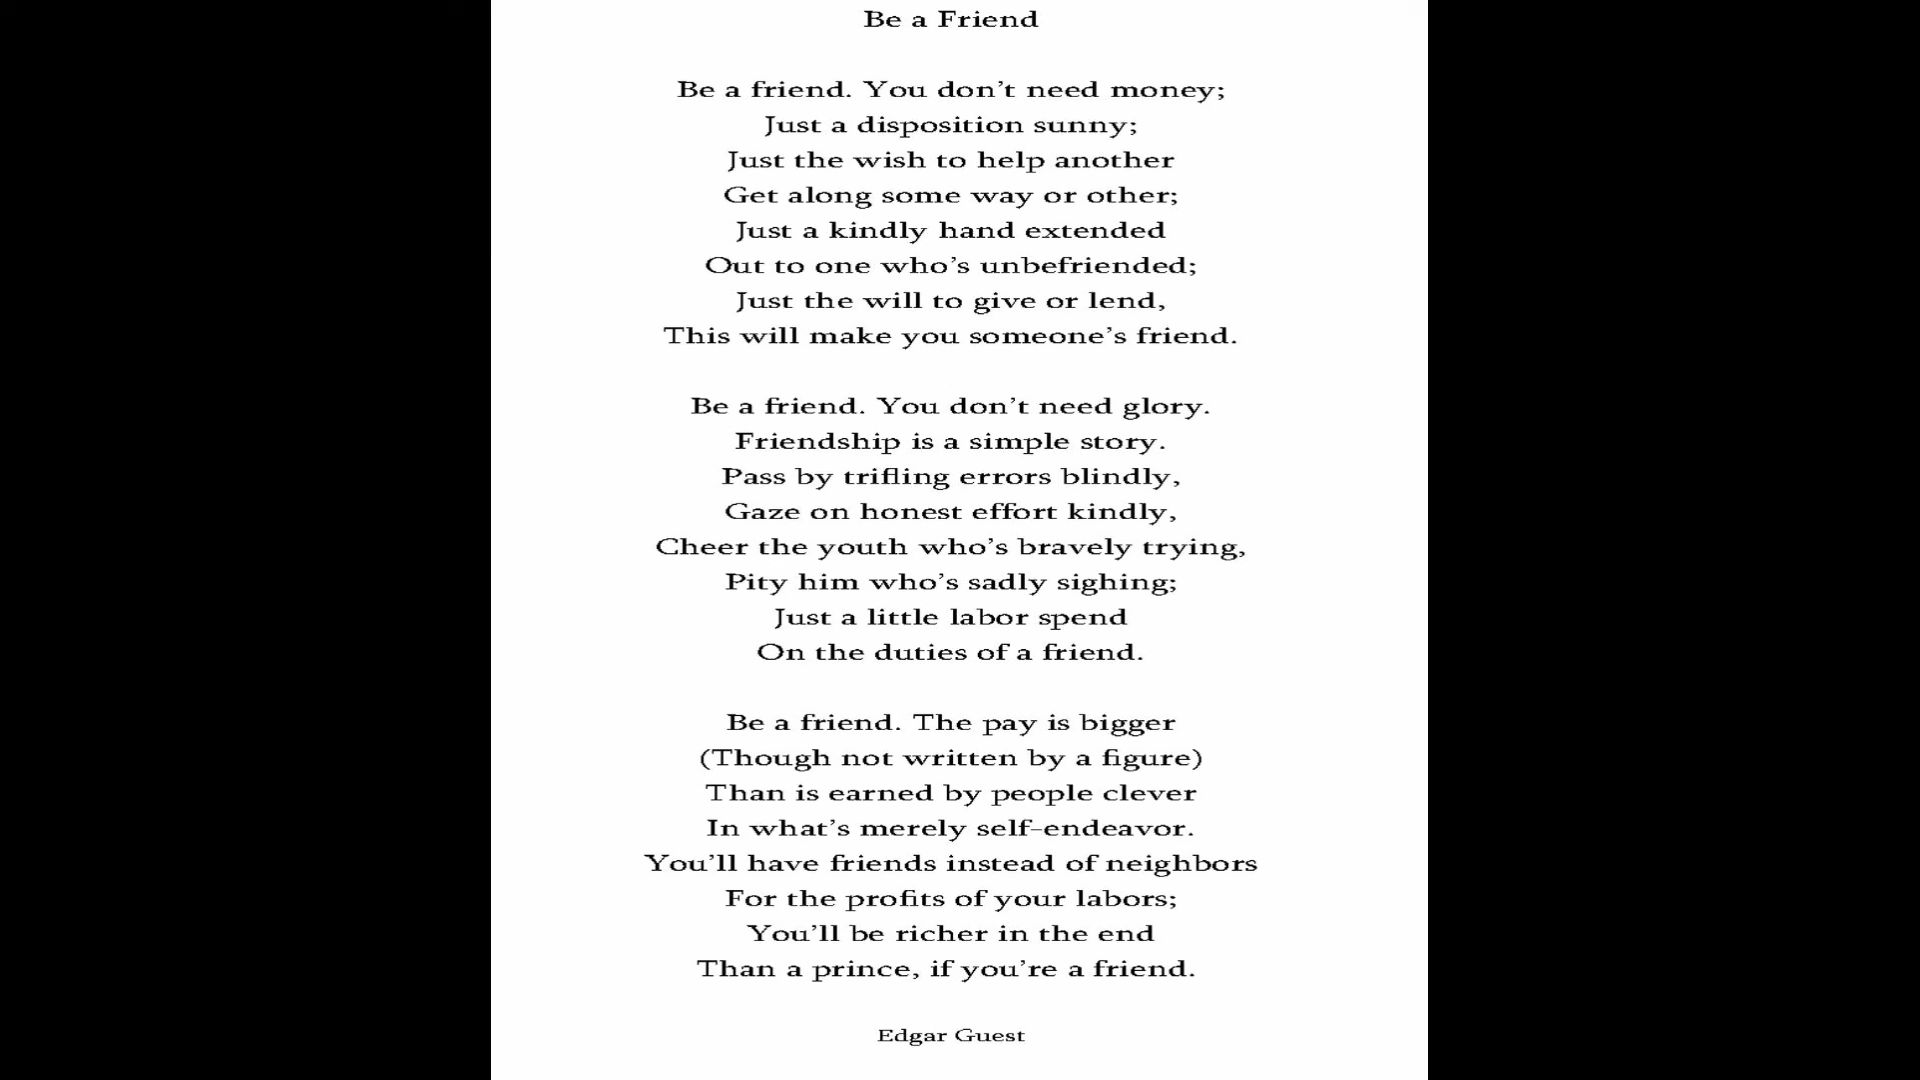 Be a Friend
Be a friend. You don’t need money;
Just a disposition sunny;
Just the wish to help another
Get along some way or other;
Just a kindly hand extended
Out to one who’s unbefriended;
Just the will to give or lend,
This will make you someone’s friend.
Be a friend. You don’t need glory.
Friendship is a simple story.
Pass by trifling errors blindly,
Gaze on honest effort kindly,
Cheer the youth who’s bravely trying,
Pity him who’s sadly sighing;
Just a little labor spend
On the duties of a friend.
Be a friend. The pay is bigger
(Though not written by a figure)
Than is earned by people clever
In what’s merely self-endeavor.
You’ll have friends instead of neighbors
For the profits of your labors;
You’ll be richer in the end
Than a prince, if you’re a friend.
Edgar Guest